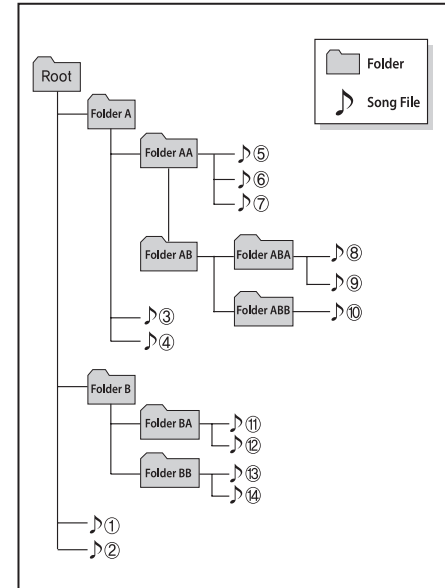 Root
Folder
Song File
Folder A
Folder AA
⑤
⑥
⑦
Folder AB
Folder ABA
⑧
⑨
Folder ABB
⑩
③
④
Folder B
Folder BA
⑪
⑫
Folder BB
⑬
⑭
①
②